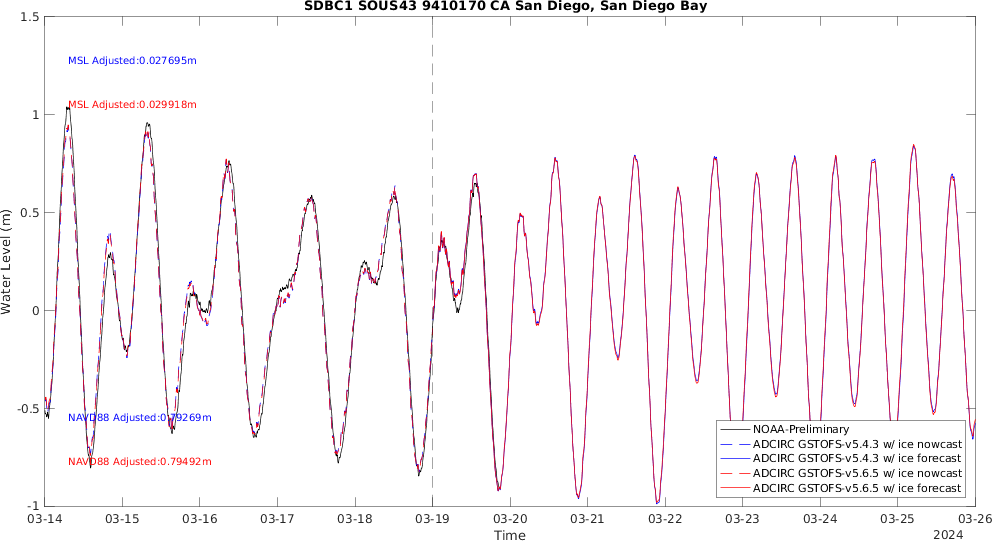 SDBC1 SOUS43 9410170 CA San Diego, San Diego Bay
1.5
MSL Adjusted:0.027695m
MSL Adjusted:0.029918m
1
0.5
Water Level (m)
0
-0.5
NAVD88 Adjusted:0.79269m
NAVD88 Adjusted:0.79492m
-1
NOAA-Preliminary
ADCIRC GSTOFS-v5.4.3 w/ ice nowcast
ADCIRC GSTOFS-v5.4.3 w/ ice forecast
ADCIRC GSTOFS-v5.6.5 w/ ice nowcast
ADCIRC GSTOFS-v5.6.5 w/ ice forecast
03-14 03-15 03-16 03-17 03-18 03-19 03-20 03-21 03-22 03-23 03-24 03-25 03-26
Time
2024